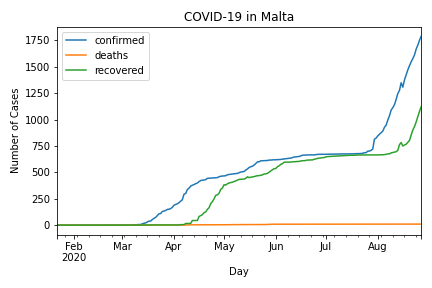 COVID-19 in Malta
confirmed
deaths
recovered
Number of Cases
1750
1500
1250
1000
750
500
250
0
Feb Mar Apr May Jun Jul Aug
2020
Day